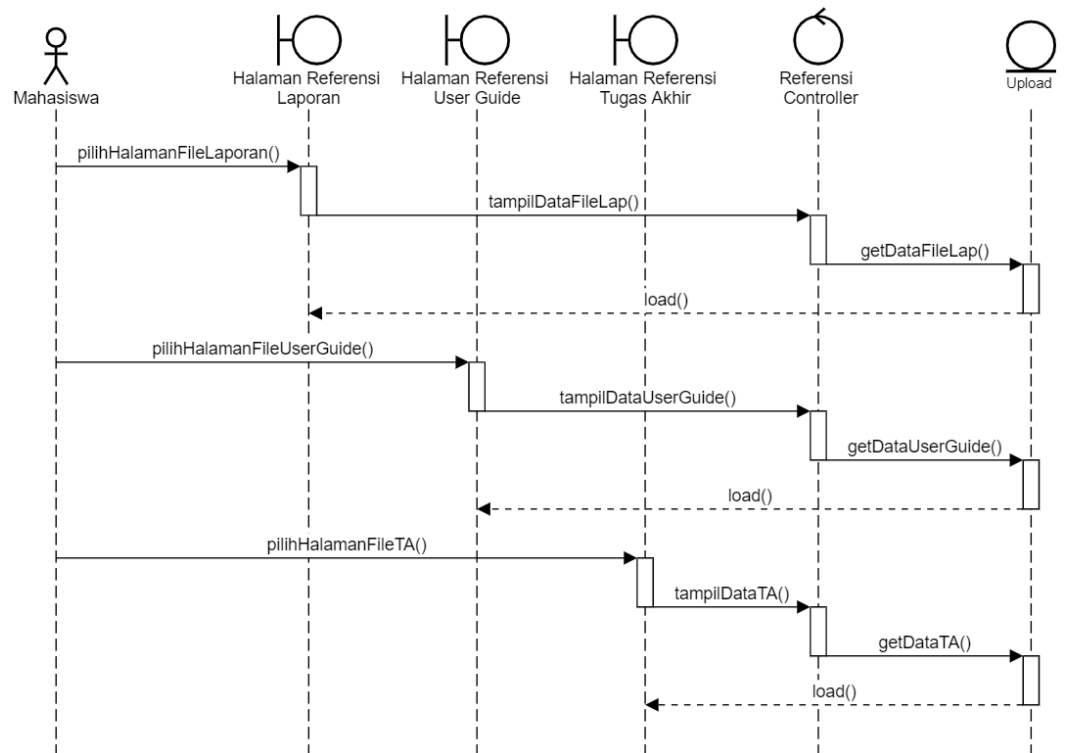 Mahasiswa
Halaman Referensi
Laporan
Halaman Referensi
User Guide
Halaman Referensi
Tugas Akhir
Referensi
Controller
Upload
pilihHalamanFileLaporan()
tampilDataFileLap()
getDataFileLap()
load()
pilihHalamanFileUserGuide()
tampilDataUserGuide()
getDataUserGuide()
load()
pilihHalamanFileTA()
tampilDataTA()
getDataTA()
load()